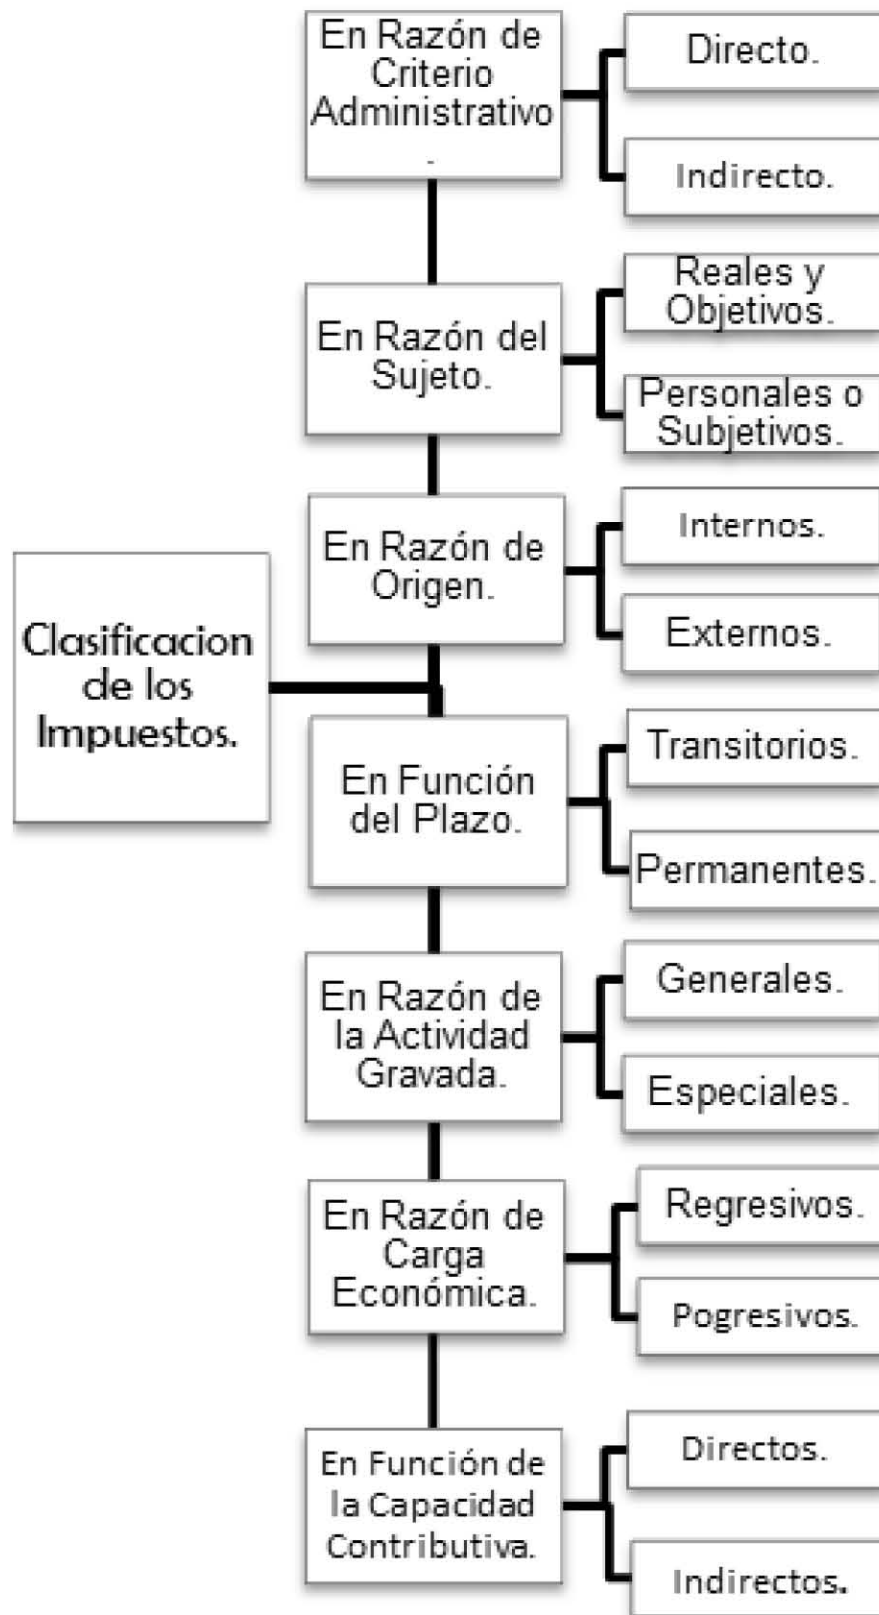 Clasificacion
de los
Impuestos.
En Razón de
Criterio
Administrativo
.
Directo.
Indirecto.
En Razón del
Sujeto.
Reales y
Objetivos.
Personales o
Subjetivos.
En Razón de
Origen.
Internos.
Externos.
En Función
del Plazo.
Transitorios.
Permanentes.
En Razón de
la Actividad
Gravada.
Generales.
Especiales.
En Razón de
Carga
Económica.
Regresivos.
Pogresivos.
En Función de
la Capacidad
Contributiva.
Directos.
Indirectos.